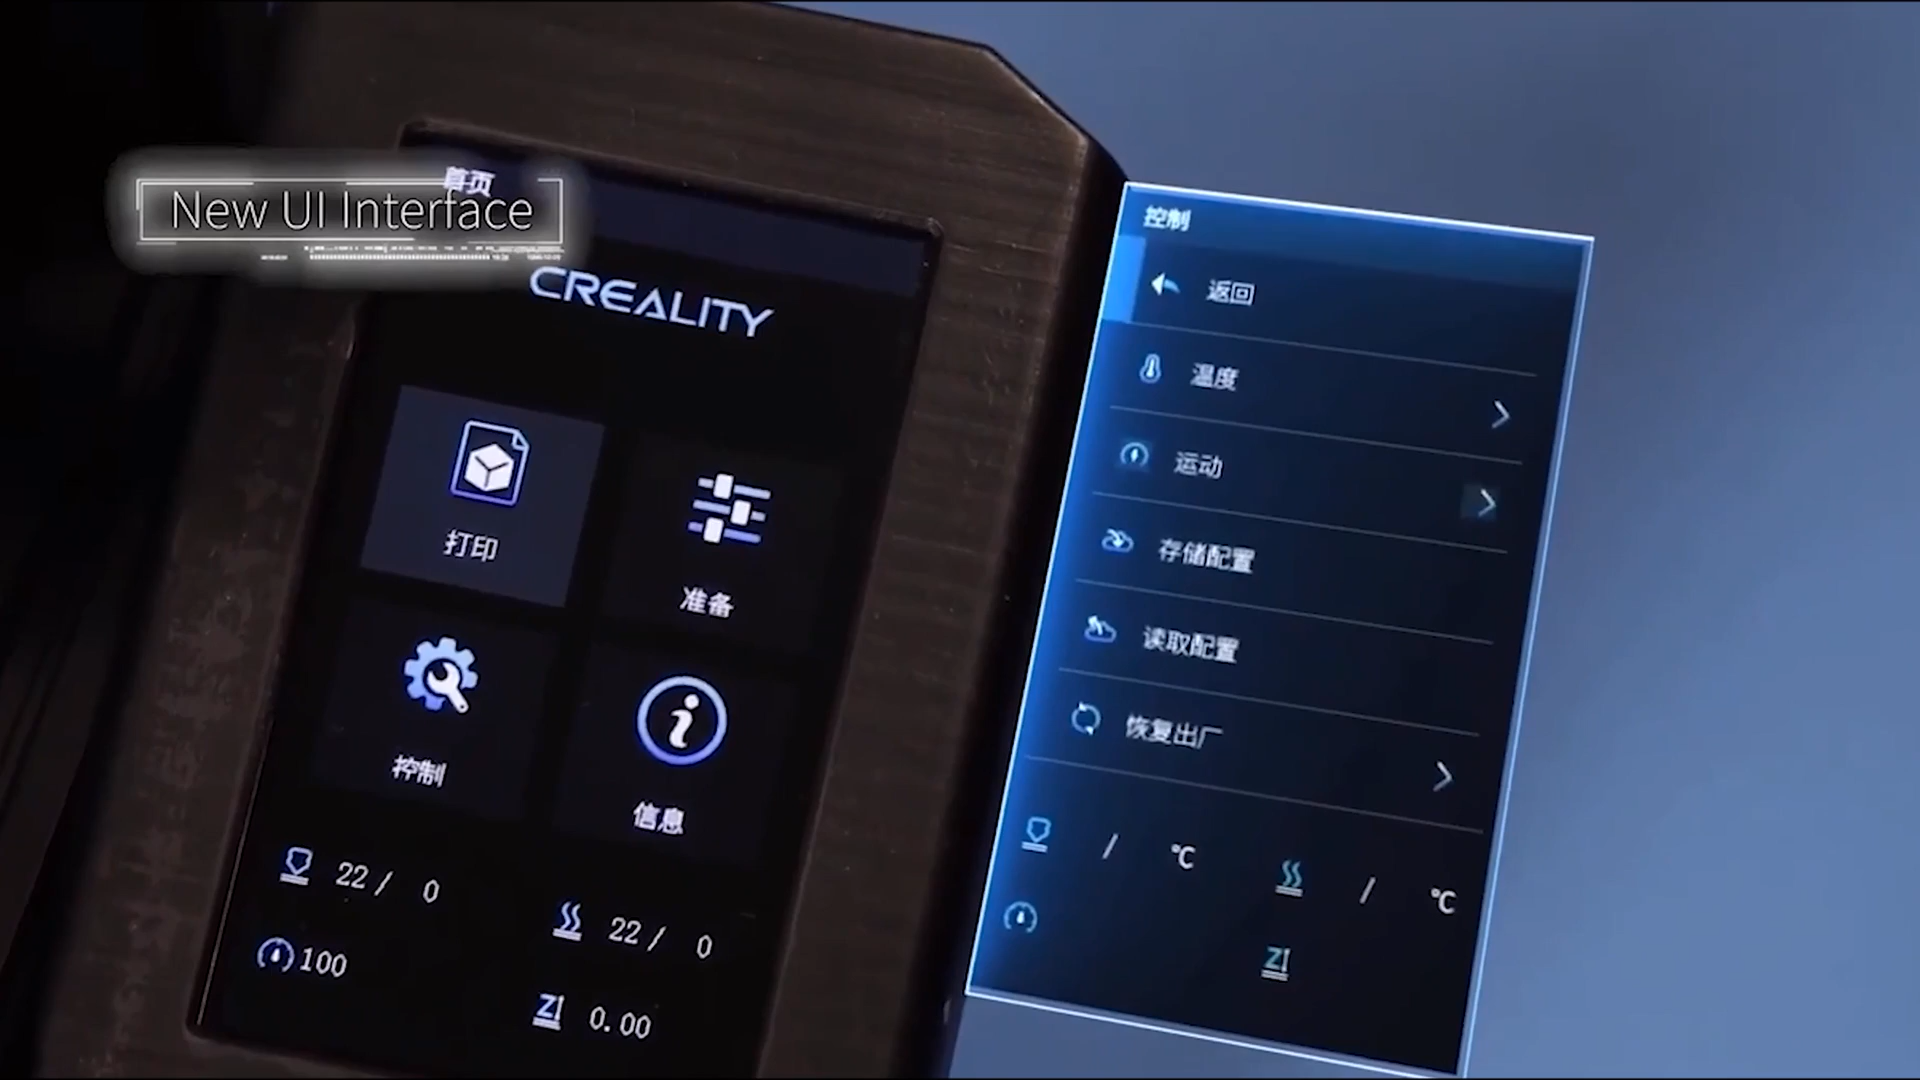 首页
New UI Interface
CREALITY
打印
准备
控制
信息
22 / 0
22 / 0
100
Z 0.00
控制
返回
温度
运动
存储配置
读取配置
恢复出厂
/ ℃
/ ℃
Z